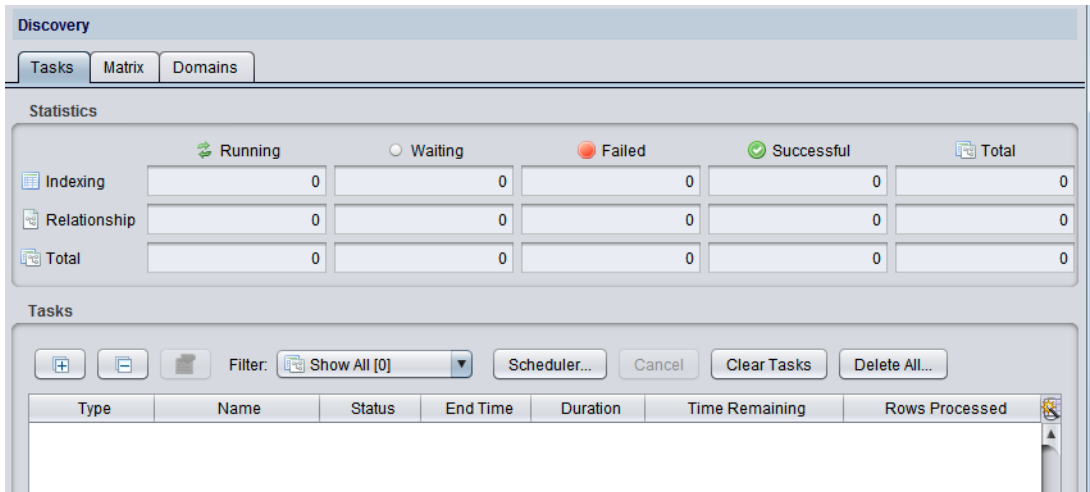 Discovery
Tasks Matrix Domains
Statistics
Running Waiting Failed Successful Total
Indexing 0 0 0 0 0
Relationship 0 0 0 0 0
Total 0 0 0 0 0
Tasks
Filter: Show All [0] Scheduler... Cancel Clear Tasks Delete All...
Type Name Status End Time Duration Time Remaining Rows Processed